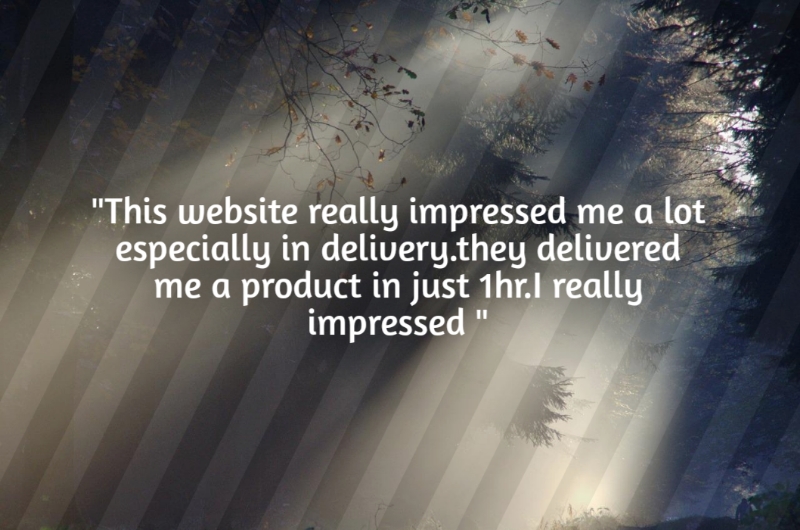 "This website really impressed me a lot
especially in delivery.they delivered
me a product in just 1hr.I really
impressed "